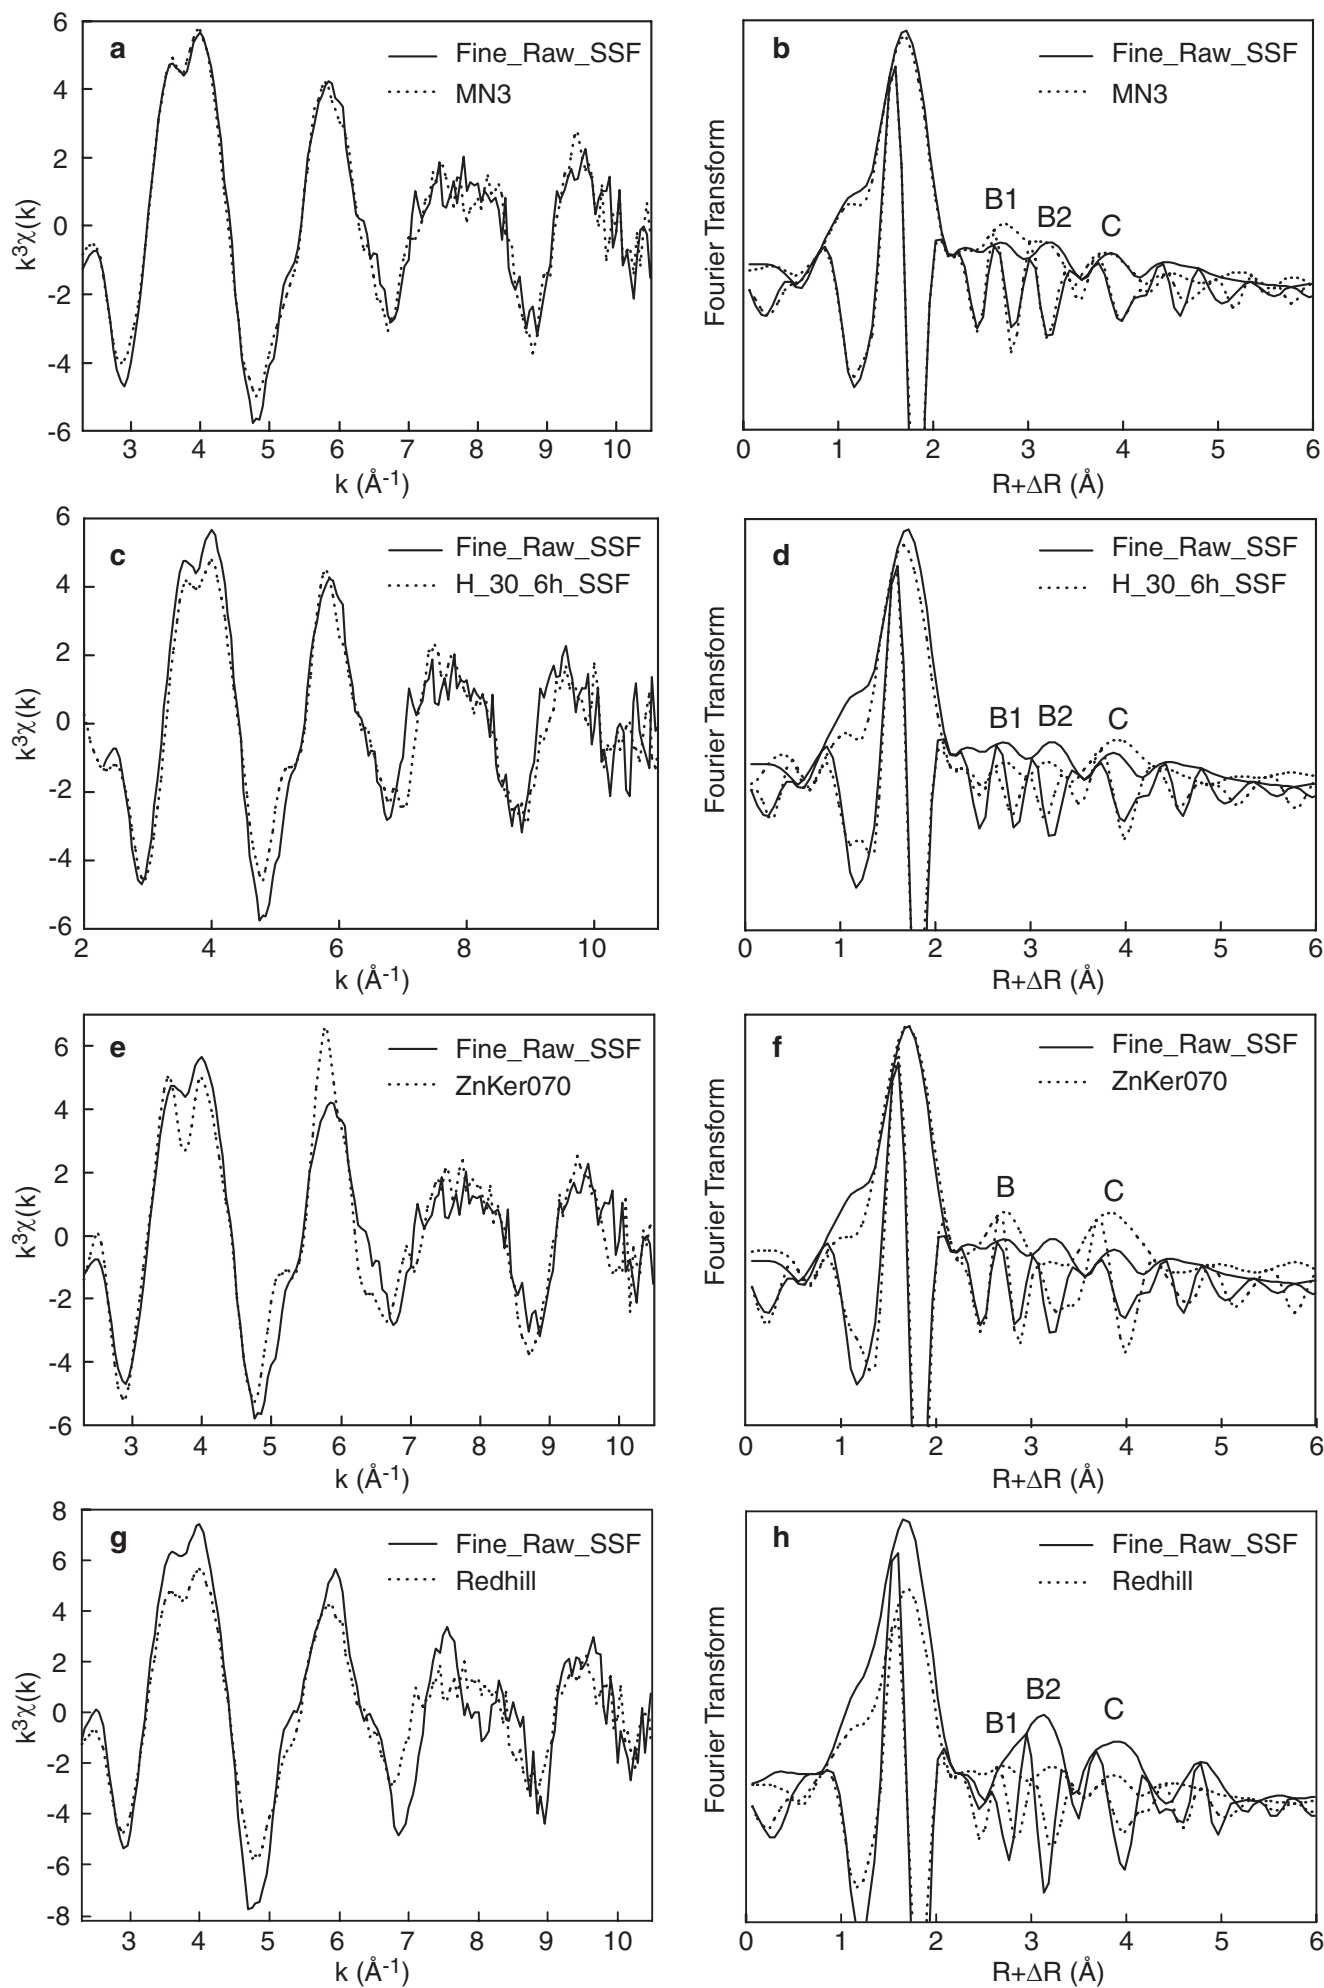 a
Fine_Raw_SSF
MN3
6
4
2
0
-2
-4
-6
k³χ(k)
3 4 5 6 7 8 9 10
k (Å⁻¹)
b
Fine_Raw_SSF
MN3
B1
B2
C
Fourier Transform
0 1 2 3 4 5 6
R+ΔR (Å)
c
Fine_Raw_SSF
H_30_6h_SSF
6
4
2
0
-2
-4
-6
k³χ(k)
2 4 6 8 10
k (Å⁻¹)
d
Fine_Raw_SSF
H_30_6h_SSF
B1 B2 C
Fourier Transform
0 1 2 3 4 5 6
R+ΔR (Å)
e
Fine_Raw_SSF
ZnKer070
6
4
2
0
-2
-4
-6
k³χ(k)
3 4 5 6 7 8 9 10
k (Å⁻¹)
f
Fine_Raw_SSF
ZnKer070
B C
Fourier Transform
0 1 2 3 4 5 6
R+ΔR (Å)
g
Fine_Raw_SSF
Redhill
8
6
4
2
0
-2
-4
-6
-8
k³χ(k)
3 4 5 6 7 8 9 10
k (Å⁻¹)
h
Fine_Raw_SSF
Redhill
B1
B2
C
Fourier Transform
0 1 2 3 4 5 6
R+ΔR (Å)